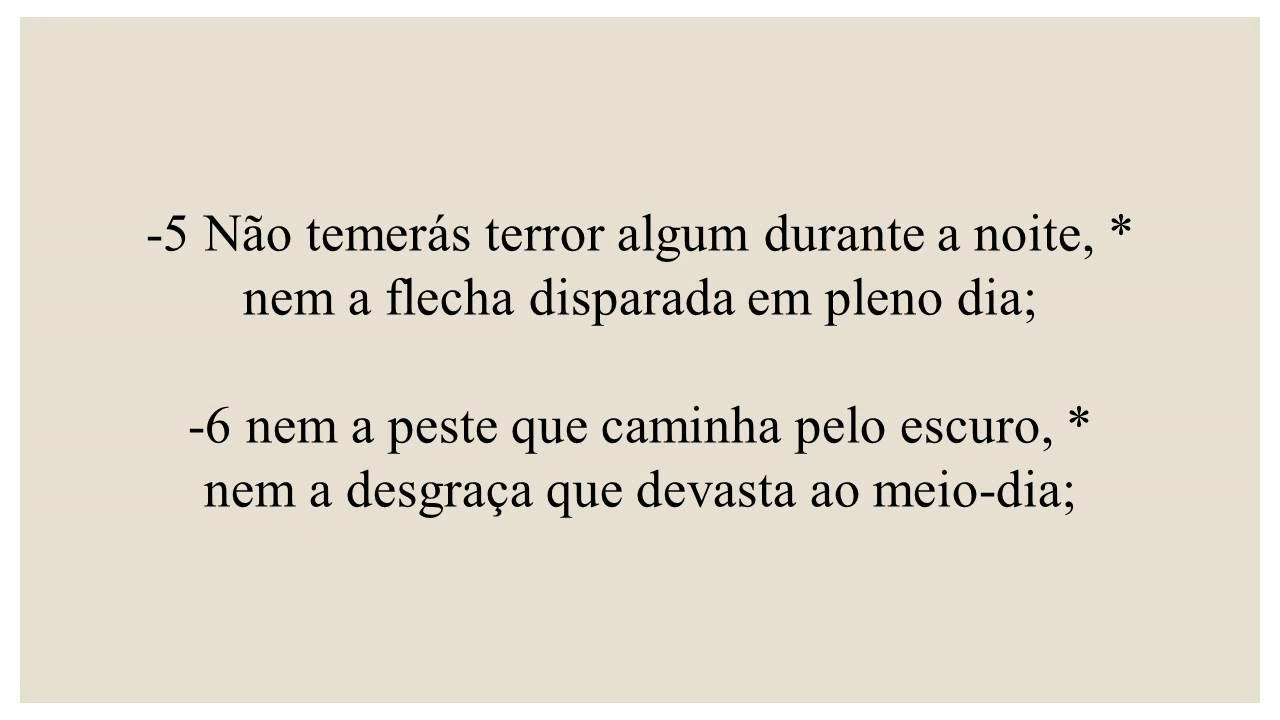 -5 Não temerás terror algum durante a noite, *
nem a flecha disparada em pleno dia;
-6 nem a peste que caminha pelo escuro, *
nem a desgraça que devasta ao meio-dia;